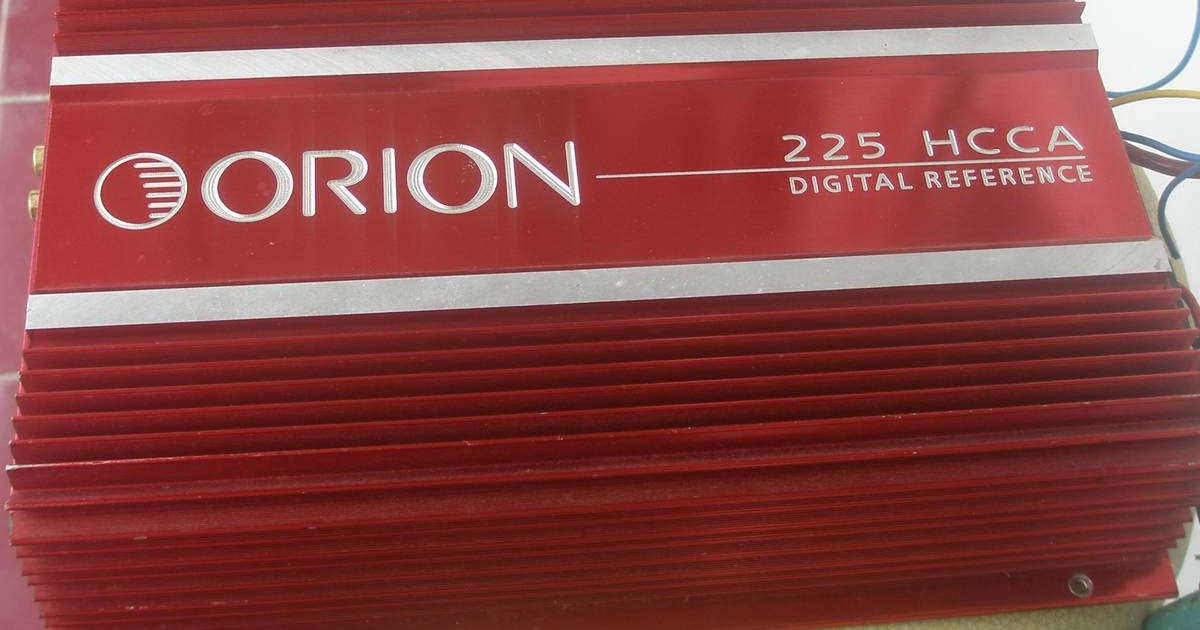 ORION
225 HCCA
DIGITAL REFERENCE